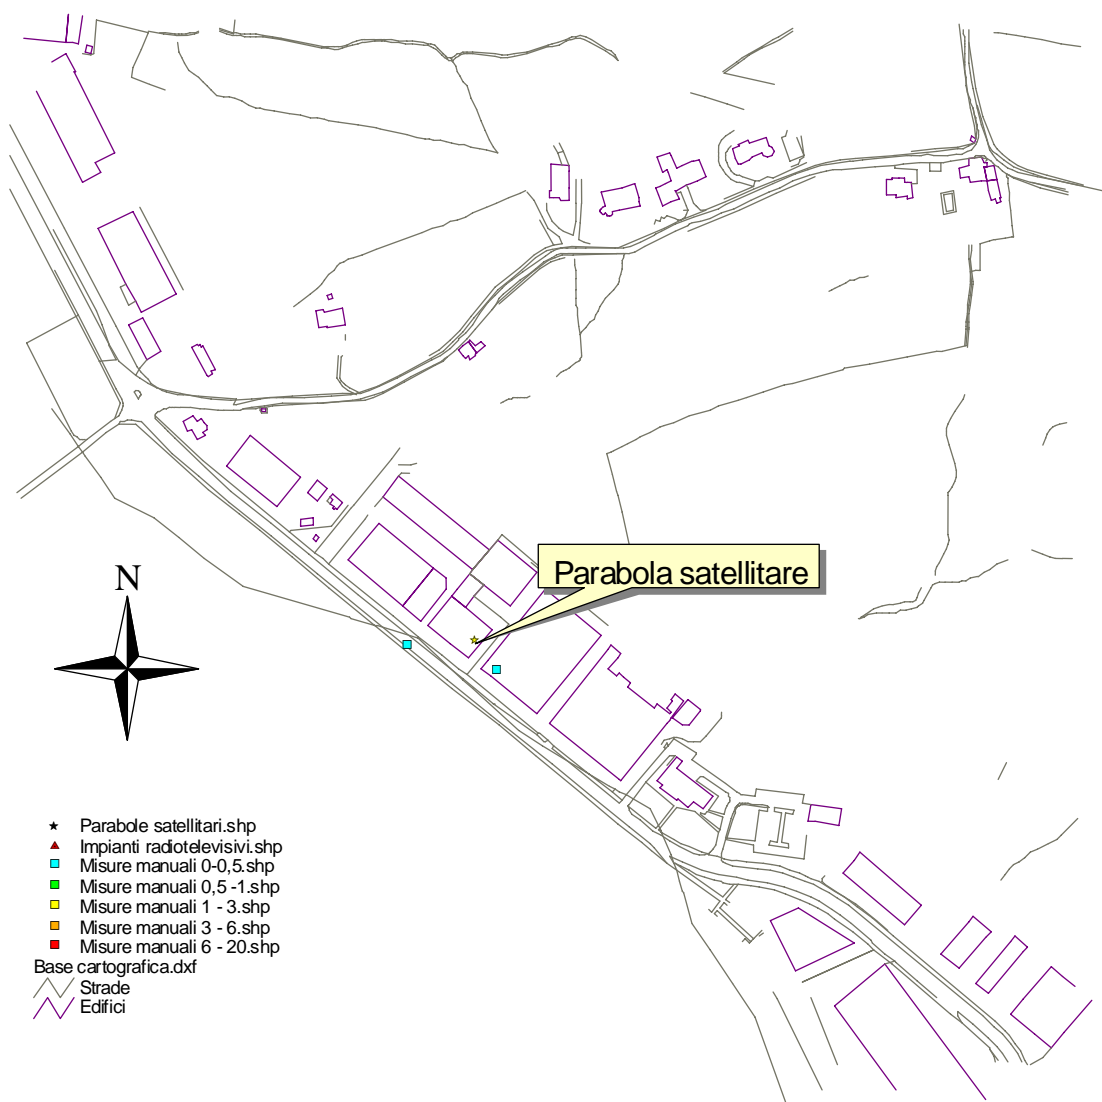 Parabola satellitare
N
Parabole satellitari.shp
Impianti radiotelevisivi.shp
Misure manuali 0-0,5.shp
Misure manuali 0,5 -1.shp
Misure manuali 1 - 3.shp
Misure manuali 3 - 6.shp
Misure manuali 6 - 20.shp
Base cartografica.dxf
Strade
Edifici